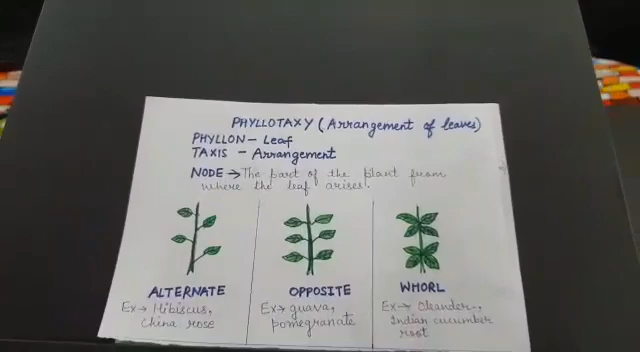 PHYLLOTAXY (Arrangement of leaves)
PHYLLON - Leaf
TAXIS - Arrangement
NODE → The part of the plant from
where the leaf arises.
ALTERNATE
Ex → Hibiscus,
China rose
OPPOSITE
Ex → guava,
pomegranate
WHORL
Ex → Oleander,
Indian cucumber
root